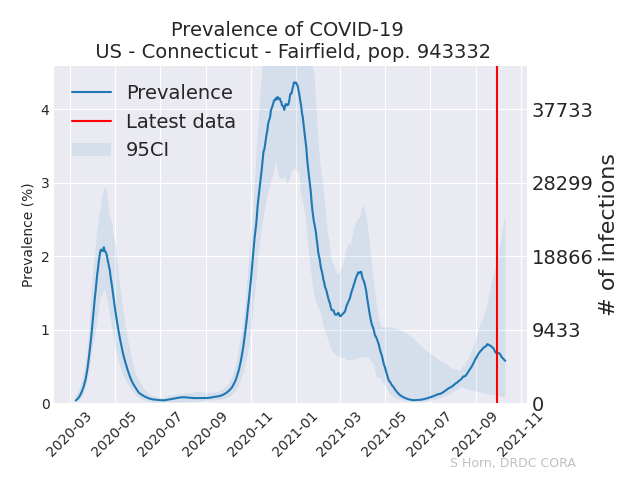 Prevalence of COVID-19
US - Connecticut - Fairfield, pop. 943332
Prevalence
Latest data
95CI
Prevalence (%)
4
3
2
1
0
37733
28299
18866
9433
0
# of infections
2020-03
2020-05
2020-07
2020-09
2020-11
2021-01
2021-03
2021-05
2021-07
2021-09
2021-11
S Horn, DRDC CORA